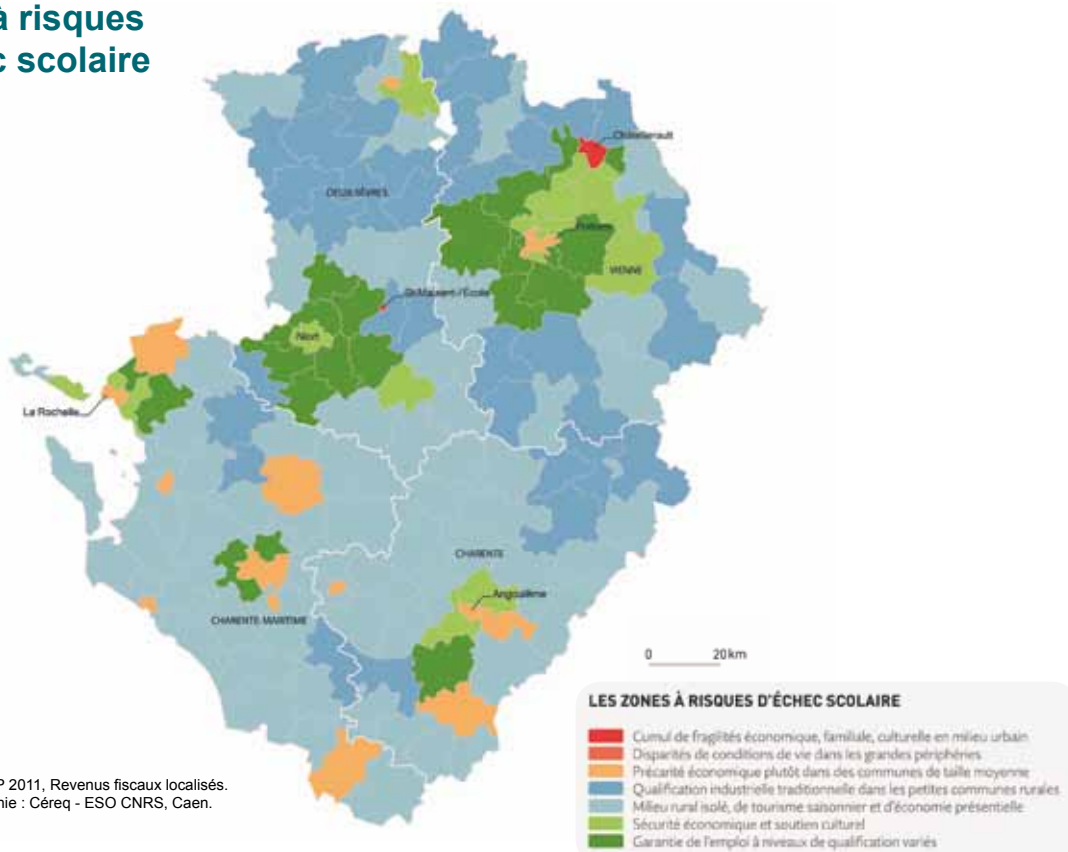 à risques
c scolaire
Châtellerault
DEUX-SÈVRES
Poitiers
VIENNE
St-Maixent-l'École
Niort
La Rochelle
CHARENTE
Angoulême
CHARENTE-MARITIME
0 20 km
LES ZONES À RISQUES D'ÉCHEC SCOLAIRE
Cumul de fragilités économique, familiale, culturelle en milieu urbain
Disparités de conditions de vie dans les grandes périphéries
Précarité économique plutôt dans des communes de taille moyenne
Qualification industrielle traditionnelle dans les petites communes rurales
Milieu rural isolé, de tourisme saisonnier et d'économie présentielle
Sécurité économique et soutien culturel
Garantie de l'emploi à niveaux de qualification variés
P 2011, Revenus fiscaux localisés.
nie : Céreq - ESO CNRS, Caen.